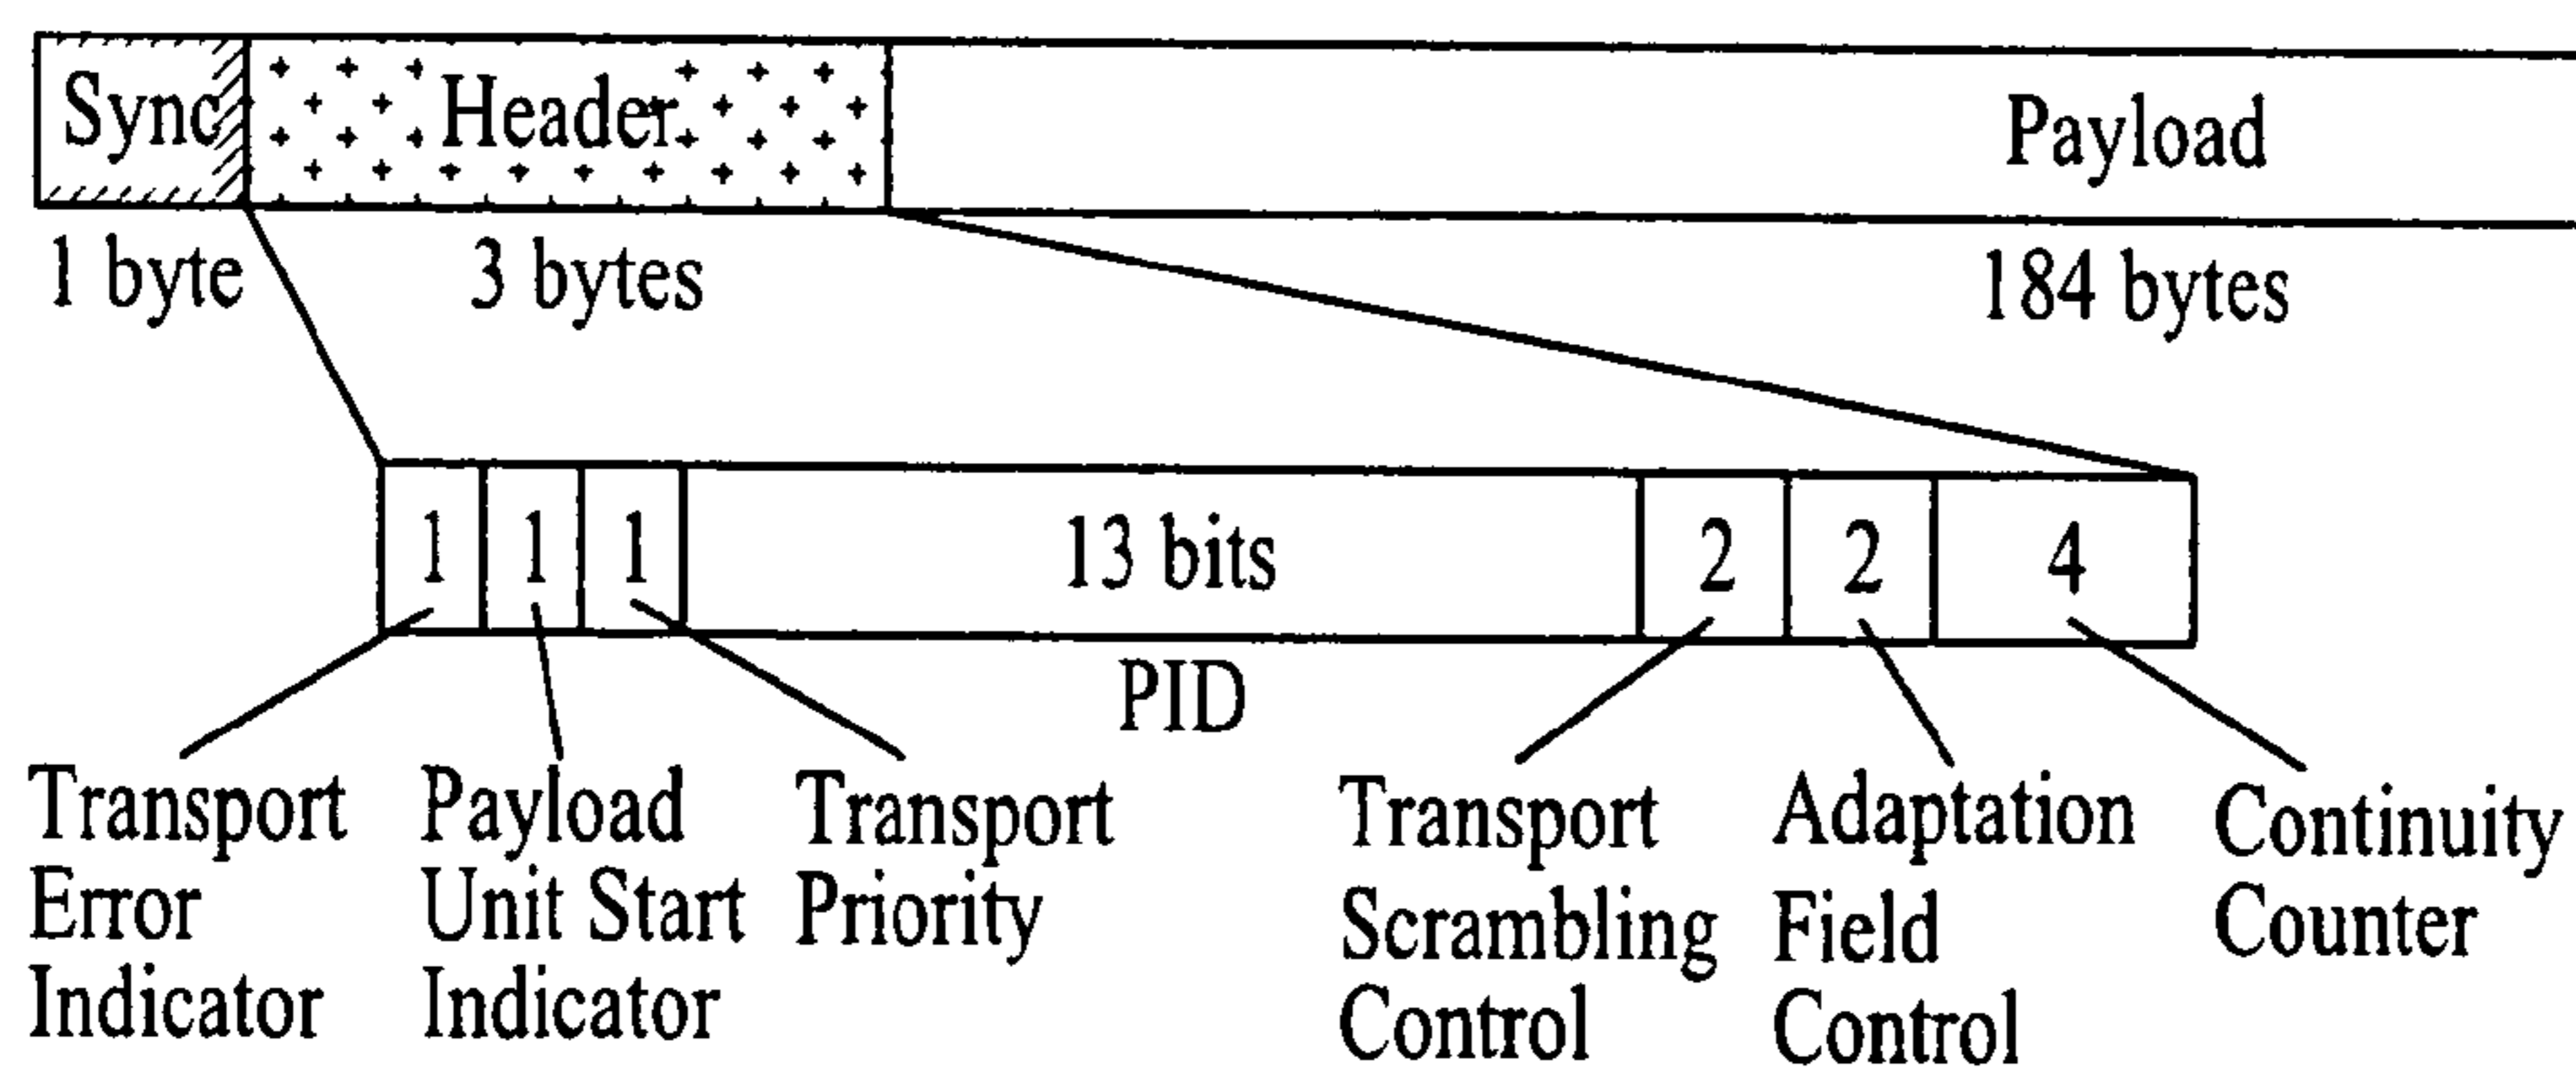 Sync Header Payload
1 byte 3 bytes 184 bytes
1 1 1 13 bits 2 2 4
PID
Transport Error Indicator
Payload Unit Start Indicator
Transport Priority
Transport Scrambling Control
Adaptation Field Control
Continuity Counter